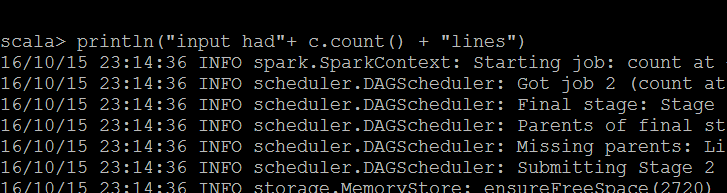 scala> println("input had"+ c.count() + "lines")
16/10/15 23:14:36 INFO spark.SparkContext: Starting job: count at
16/10/15 23:14:36 INFO scheduler.DAGScheduler: Got job 2 (count at
16/10/15 23:14:36 INFO scheduler.DAGScheduler: Final stage: Stage
16/10/15 23:14:36 INFO scheduler.DAGScheduler: Parents of final st
16/10/15 23:14:36 INFO scheduler.DAGScheduler: Missing parents: Li
16/10/15 23:14:36 INFO scheduler.DAGScheduler: Submitting Stage 2
16/10/15 23:14:36 INFO storage.MemoryStore: ensureFreeSpace(2720)